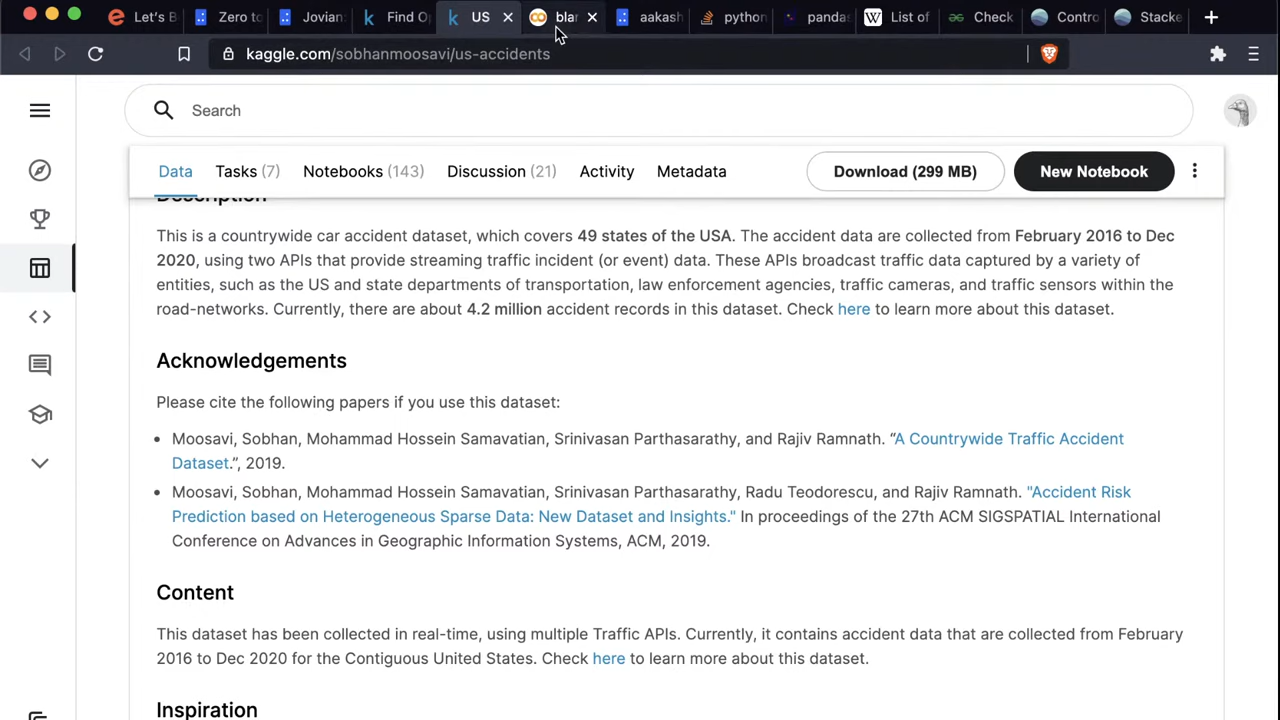 Let's B
Zero to
Jovian:
Find O
US
blan
aakash
python
panda
List of
Check
Contro
Stacke
kaggle.com/sobhanmoosavi/us-accidents
Search
Data Tasks (7) Notebooks (143) Discussion (21) Activity Metadata Download (299 MB) New Notebook
Description
This is a countrywide car accident dataset, which covers 49 states of the USA. The accident data are collected from February 2016 to Dec
2020, using two APIs that provide streaming traffic incident (or event) data. These APIs broadcast traffic data captured by a variety of
entities, such as the US and state departments of transportation, law enforcement agencies, traffic cameras, and traffic sensors within the
road-networks. Currently, there are about 4.2 million accident records in this dataset. Check here to learn more about this dataset.
Acknowledgements
Please cite the following papers if you use this dataset:
• Moosavi, Sobhan, Mohammad Hossein Samavatian, Srinivasan Parthasarathy, and Rajiv Ramnath. “A Countrywide Traffic Accident
Dataset.”, 2019.
• Moosavi, Sobhan, Mohammad Hossein Samavatian, Srinivasan Parthasarathy, Radu Teodorescu, and Rajiv Ramnath. "Accident Risk
Prediction based on Heterogeneous Sparse Data: New Dataset and Insights." In proceedings of the 27th ACM SIGSPATIAL International
Conference on Advances in Geographic Information Systems, ACM, 2019.
Content
This dataset has been collected in real-time, using multiple Traffic APIs. Currently, it contains accident data that are collected from February
2016 to Dec 2020 for the Contiguous United States. Check here to learn more about this dataset.
Inspiration